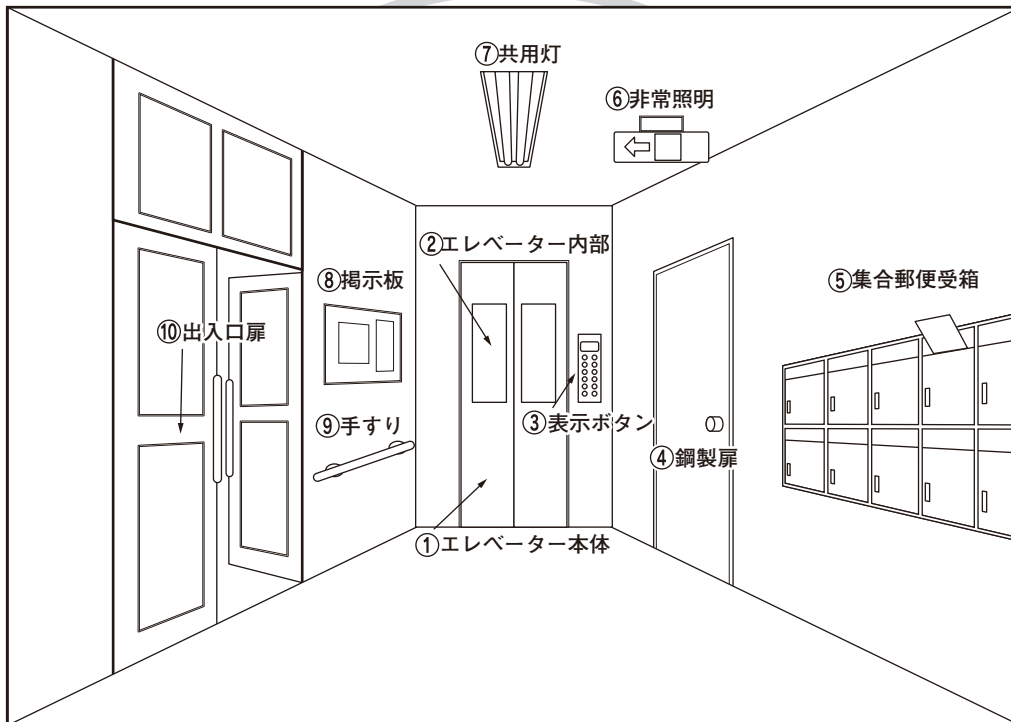 ⑦共用灯
⑥非常照明
②エレベーター内部
⑧掲示板
⑤集合郵便受箱
⑩出入口扉
⑨手すり
③表示ボタン
④鋼製扉
①エレベーター本体